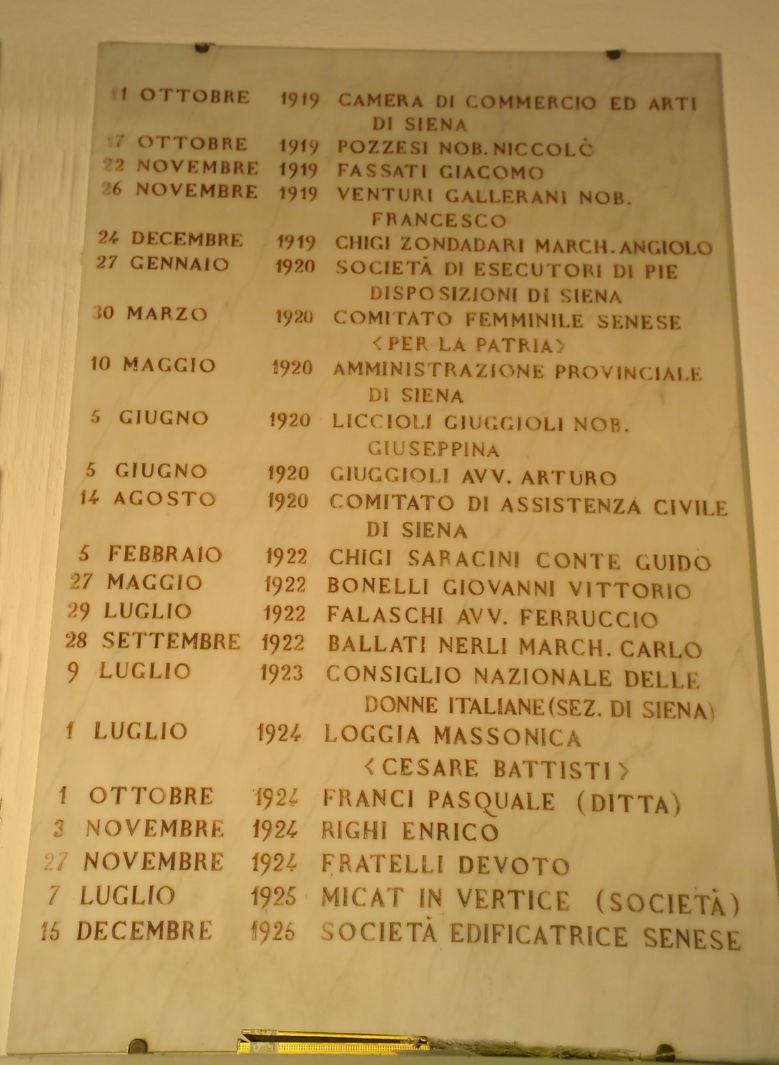 11 OTTOBRE 1919 CAMERA DI COMMERCIO ED ARTI
DI SIENA
17 OTTOBRE 1919 POZZESI NOB. NICCOLÒ
22 NOVEMBRE 1919 FASSATI GIACOMO
26 NOVEMBRE 1919 VENTURI GALLERANI NOB.
FRANCESCO
24 DECEMBRE 1919 CHIGI ZONDADARI MARCH. ANGIOLO
27 GENNAIO 1920 SOCIETÀ DI ESECUTORI DI PIE
DISPOSIZIONI DI SIENA
30 MARZO 1920 COMITATO FEMMINILE SENESE
<PER LA PATRIA>
10 MAGGIO 1920 AMMINISTRAZIONE PROVINCIALE
DI SIENA
5 GIUGNO 1920 LICCIOLI GIUGGIOLI NOB.
GIUSEPPINA
5 GIUGNO 1920 GIUGGIOLI AVV. ARTURO
14 AGOSTO 1920 COMITATO DI ASSISTENZA CIVILE
DI SIENA
5 FEBBRAIO 1922 CHIGI SARACINI CONTE GUIDO
27 MAGGIO 1922 BONELLI GIOVANNI VITTORIO
29 LUGLIO 1922 FALASCHI AVV. FERRUCCIO
28 SETTEMBRE 1922 BALLATI NERLI MARCH. CARLO
9 LUGLIO 1923 CONSIGLIO NAZIONALE DELLE
DONNE ITALIANE (SEZ. DI SIENA)
1 LUGLIO 1924 LOGGIA MASSONICA
<CESARE BATTISTI>
1 OTTOBRE 1924 FRANCI PASQUALE (DITTA)
3 NOVEMBRE 1924 RIGHI ENRICO
27 NOVEMBRE 1924 FRATELLI DEVOTO
7 LUGLIO 1925 MICAT IN VERTICE (SOCIETÀ)
15 DECEMBRE 1925 SOCIETÀ EDIFICATRICE SENESE